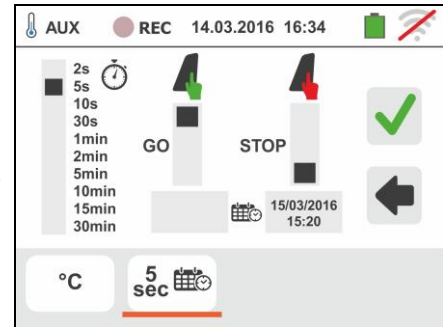 AUX REC 14.03.2016 16:34
2s
5s
10s
30s
1min
2min
5min
10min
15min
30min
GO
STOP
15/03/2016
15:20
°C
5
sec